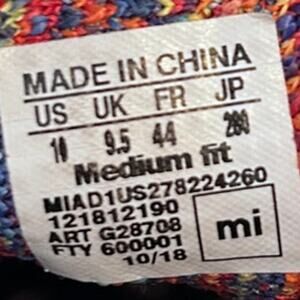 MADE IN CHINA
US UK FR JP
10 9.5 44 280
Medium fit
MIAD1US278224260
121812190
ART G28708
FTY 600001
10/18
mi